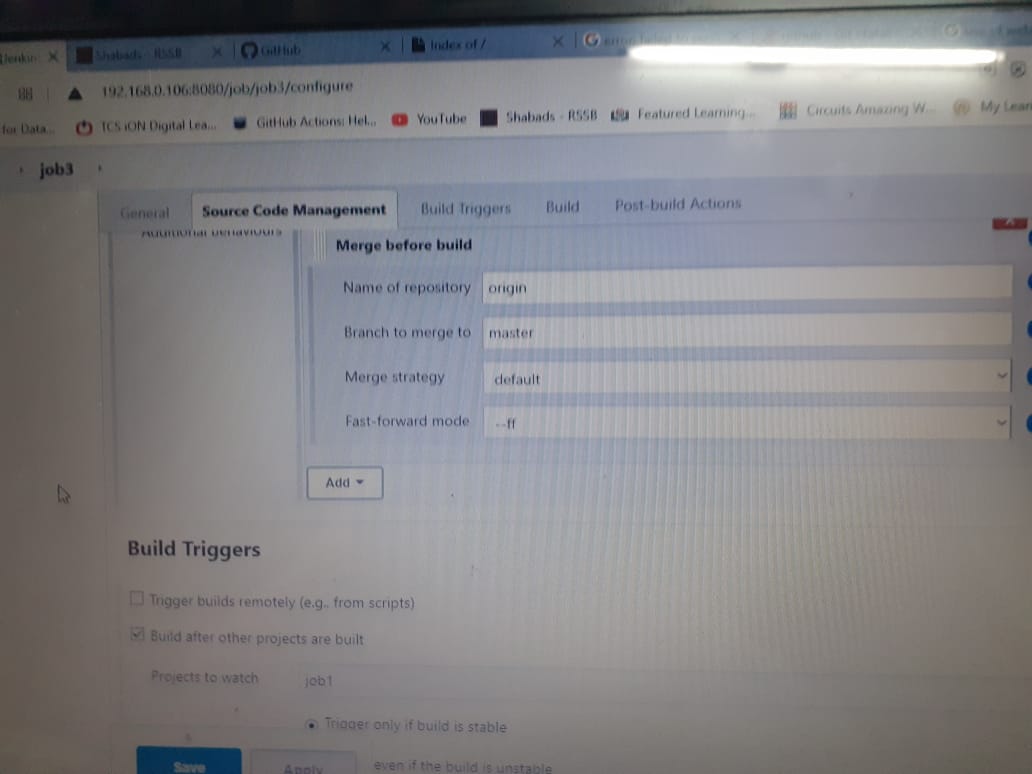 Jenkin
Shabads - RSSB
GitHub
Index of /
192.168.0.106:8080/job/job3/configure
for Data...
TCS iON Digital Lea...
GitHub Actions: Hel...
YouTube
Shabads - RSSB
Featured Learning...
Circuits Amazing W...
My Lear
job3
General
Source Code Management
Build Triggers
Build
Post-build Actions
Additional Behaviours
Merge before build
Name of repository
origin
Branch to merge to
master
Merge strategy
default
Fast-forward mode
--ff
Add
Build Triggers
Trigger builds remotely (e.g., from scripts)
Build after other projects are built
Projects to watch
job1
Trigger only if build is stable
even if the build is unstable
Save
Apply